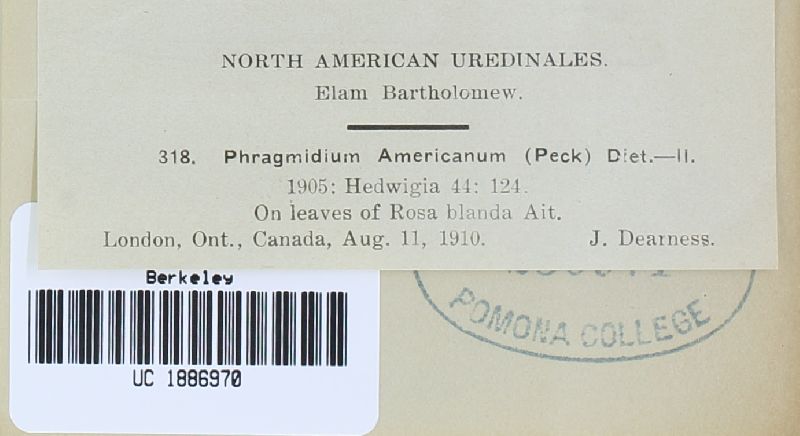 NORTH AMERICAN UREDINALES.
Elam Bartholomew.
318. Phragmidium Americanum (Peck) Diet.—II.
1905: Hedwigia 44: 124.
On leaves of Rosa blanda Ait.
London, Ont., Canada, Aug. 11, 1910. J. Dearness.
Berkeley
UC 1886970
POMONA COLLEGE